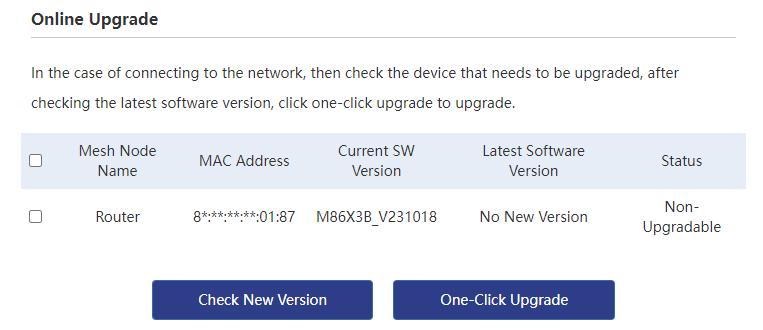 Online Upgrade
In the case of connecting to the network, then check the device that needs to be upgraded, after
checking the latest software version, click one-click upgrade to upgrade.
Mesh Node Name MAC Address Current SW Version Latest Software Version Status
Router 8*:**:**:**:01:87 M86X3B_V231018 No New Version Non-Upgradable
Check New Version One-Click Upgrade